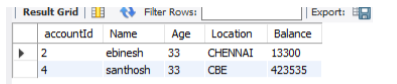 Result Grid Filter Rows: Export:
accountId Name Age Location Balance
2 ebinesh 33 CHENNAI 13300
4 santhosh 33 CBE 423535